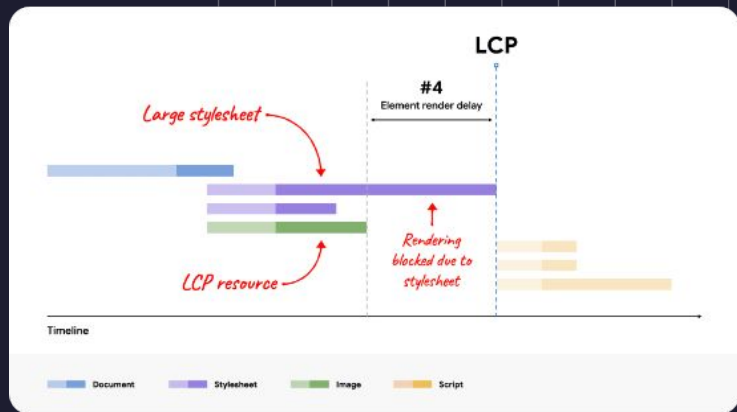 LCP
#4
Element render delay
Large stylesheet
Rendering
blocked due to
stylesheet
LCP resource
Timeline
Document Stylesheet Image Script